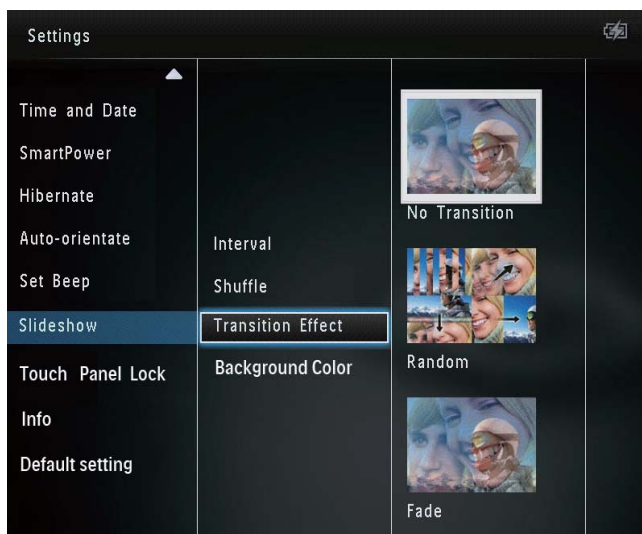 Settings
Time and Date
SmartPower
Hibernate
Auto-orientate
Set Beep
Slideshow
Touch Panel Lock
Info
Default setting
Interval
Shuffle
Transition Effect
Background Color
No Transition
Random
Fade